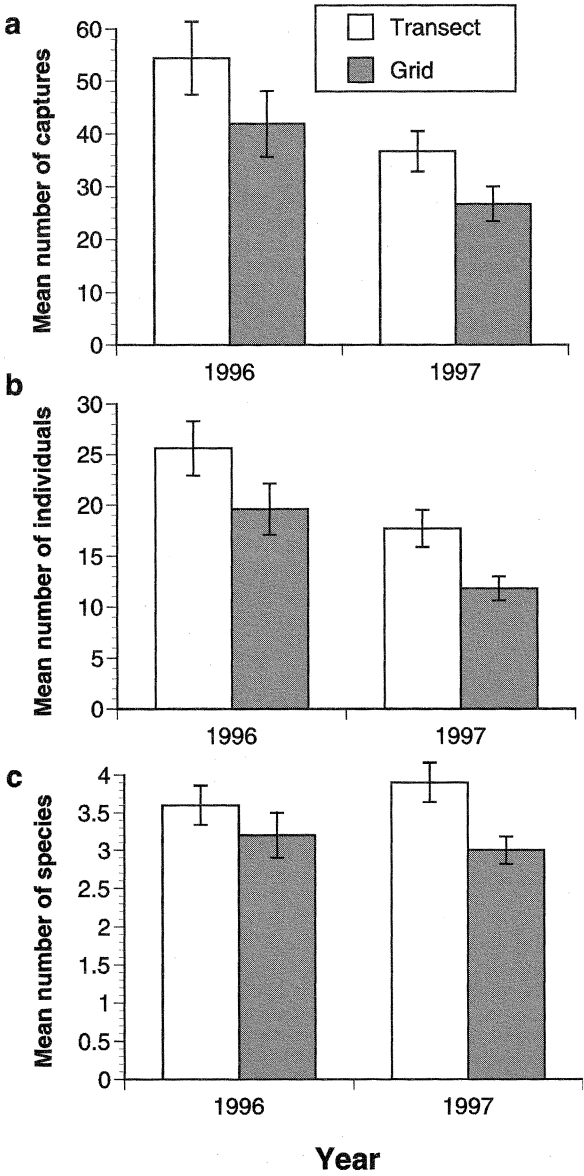 a
Transect
Grid
Mean number of captures
60
50
40
30
20
10
0
1996 1997
b
Mean number of individuals
30
25
20
15
10
5
0
1996 1997
c
Mean number of species
4
3.5
3
2.5
2
1.5
1
0.5
0
1996 1997
Year